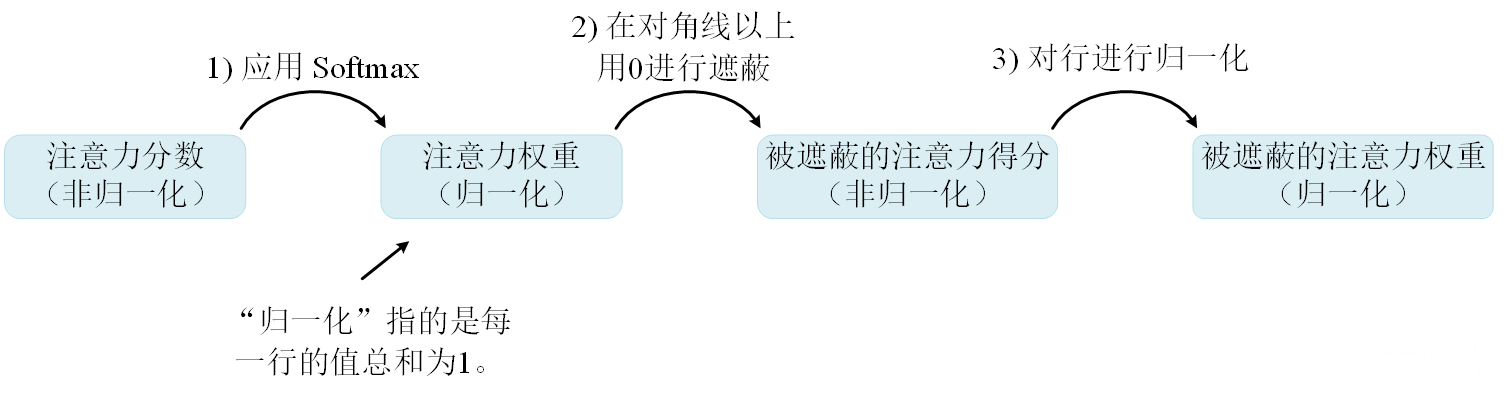 1) 应用 Softmax
2) 在对角线以上
用0进行遮蔽
3) 对行进行归一化
注意力分数
（非归一化）
注意力权重
（归一化）
被遮蔽的注意力得分
（非归一化）
被遮蔽的注意力权重
（归一化）
“归一化”指的是每
一行的值总和为1。